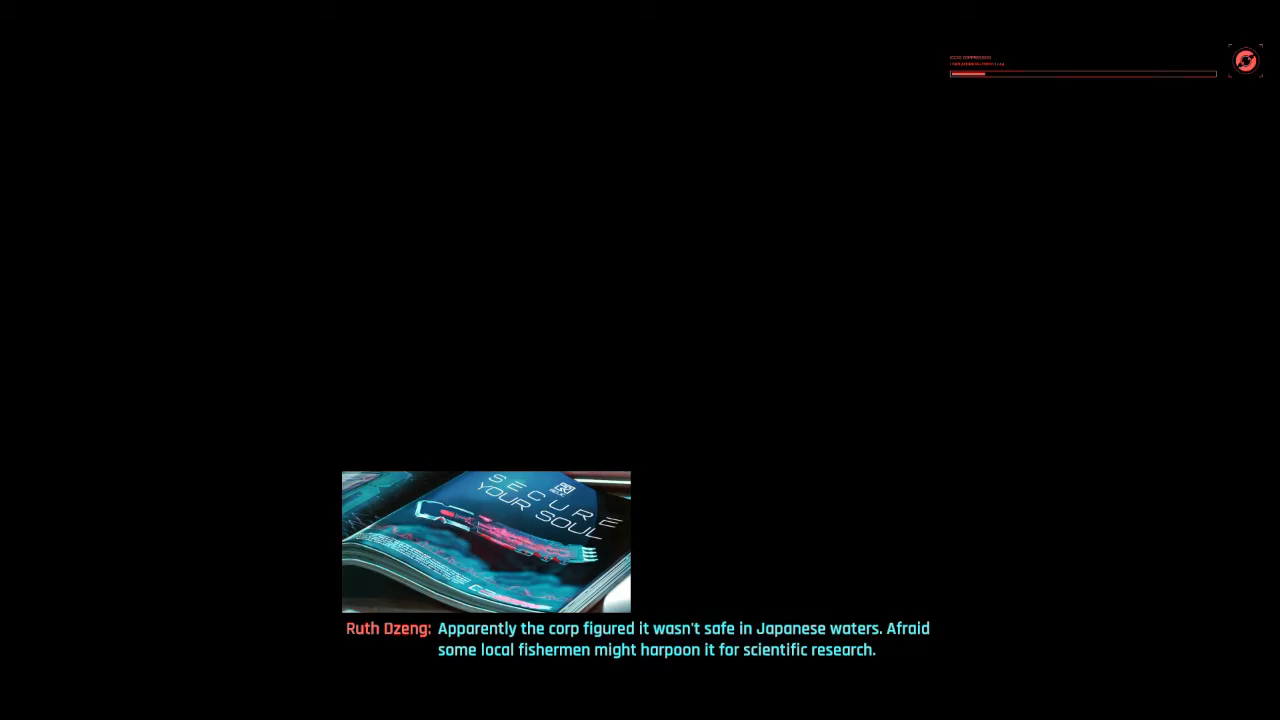 SECURE
YOUR SOUL
Ruth Dzeng: Apparently the corp figured it wasn't safe in Japanese waters. Afraid
some local fishermen might harpoon it for scientific research.